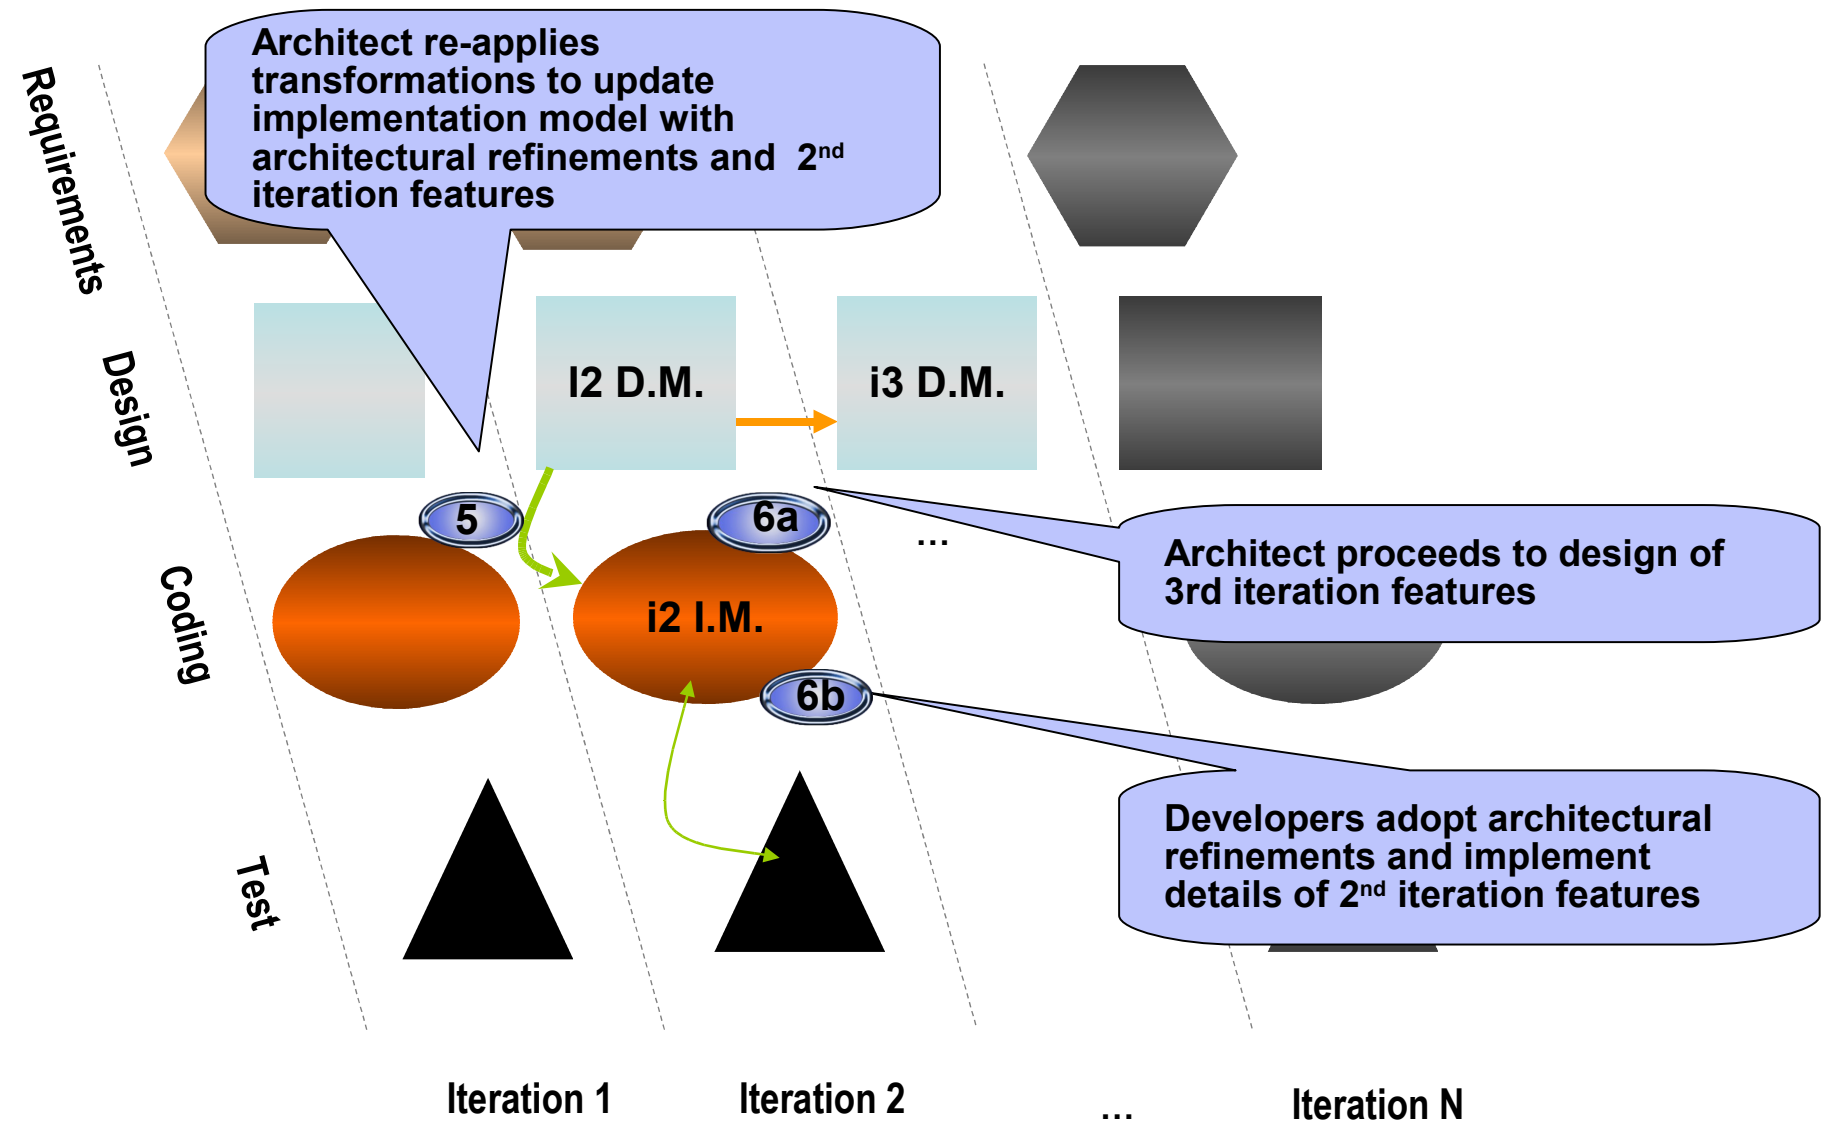 Architect re-applies
transformations to update
implementation model with
architectural refinements and 2nd
iteration features
Requirements
Design
I2 D.M.
i3 D.M.
5
6a
...
Architect proceeds to design of
3rd iteration features
Coding
i2 I.M.
6b
Developers adopt architectural
refinements and implement
details of 2nd iteration features
Test
Iteration 1
Iteration 2
...
Iteration N